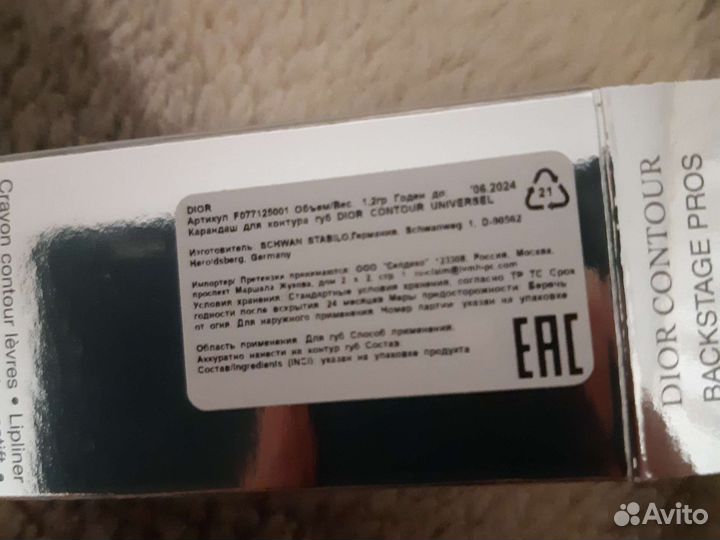 DIOR
Артикул F077125001 Объем/Вес. 1,2гр Годен до: 06.2024
Карандаш для контура губ DIOR CONTOUR UNIVERSEL
Изготовитель. SCHWAN STABILO,Германия. Schwanweg 1, D-90562
Heroldsberg, Germany
Импортер/ Претензии принимаются: ООО "Селдико" Россия, Москва,
проспект Маршала Жукова, дом 2 к 2, стр. 1
Условия хранения. Стандартные условия хранения, согласно ТР ТС Срок
годности после вскрытия 24 месяцев Меры предосторожности Беречь
от огня Для наружного применения Номер партии указан на упаковке
Область применения. Для губ Способ применения.
Аккуратно нанести на контур губ Состав:
Состав/Ingredients (INCI): указан на упаковке продукта
21
EAC
DIOR CONTOUR
BACKSTAGE PROS
Crayon contour lèvres • Lipliner
Avito